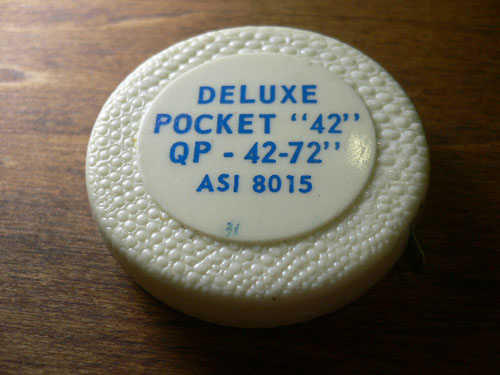 DELUXE
POCKET "42"
QP - 42-72"
ASI 8015